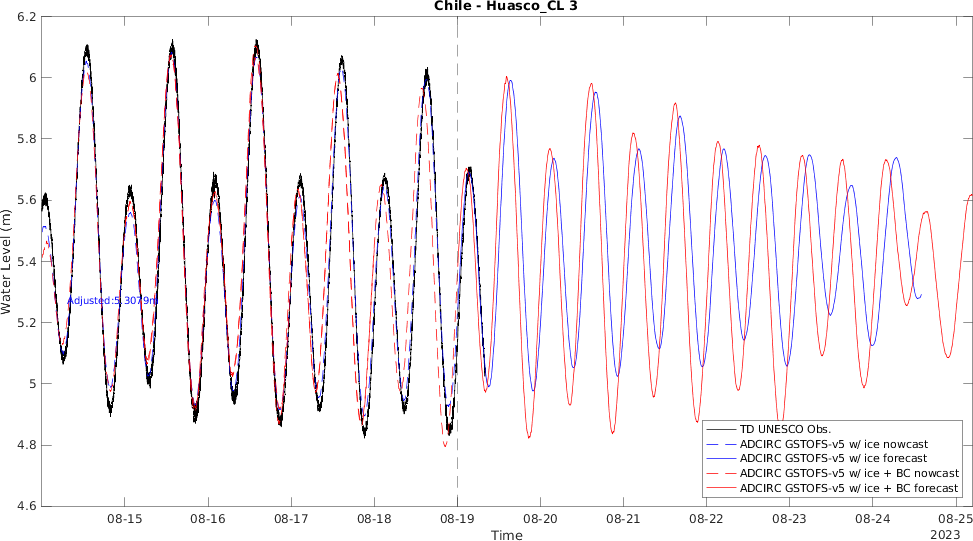 Chile - Huasco_CL 3
6.2
6
5.8
5.6
5.4
5.2
5
4.8
4.6
Water Level (m)
Adjusted:5.3079m
TD UNESCO Obs.
ADCIRC GSTOFS-v5 w/ ice nowcast
ADCIRC GSTOFS-v5 w/ ice forecast
ADCIRC GSTOFS-v5 w/ ice + BC nowcast
ADCIRC GSTOFS-v5 w/ ice + BC forecast
08-15 08-16 08-17 08-18 08-19 08-20 08-21 08-22 08-23 08-24 08-25
Time
2023